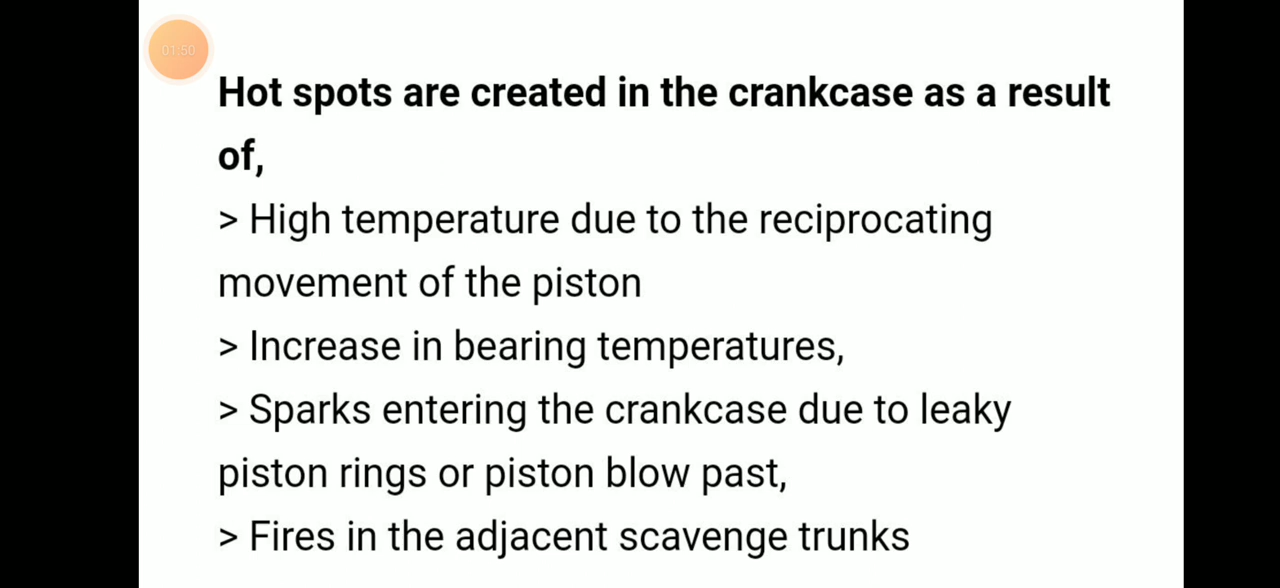 01:50
Hot spots are created in the crankcase as a result
of,
> High temperature due to the reciprocating
movement of the piston
> Increase in bearing temperatures,
> Sparks entering the crankcase due to leaky
piston rings or piston blow past,
> Fires in the adjacent scavenge trunks